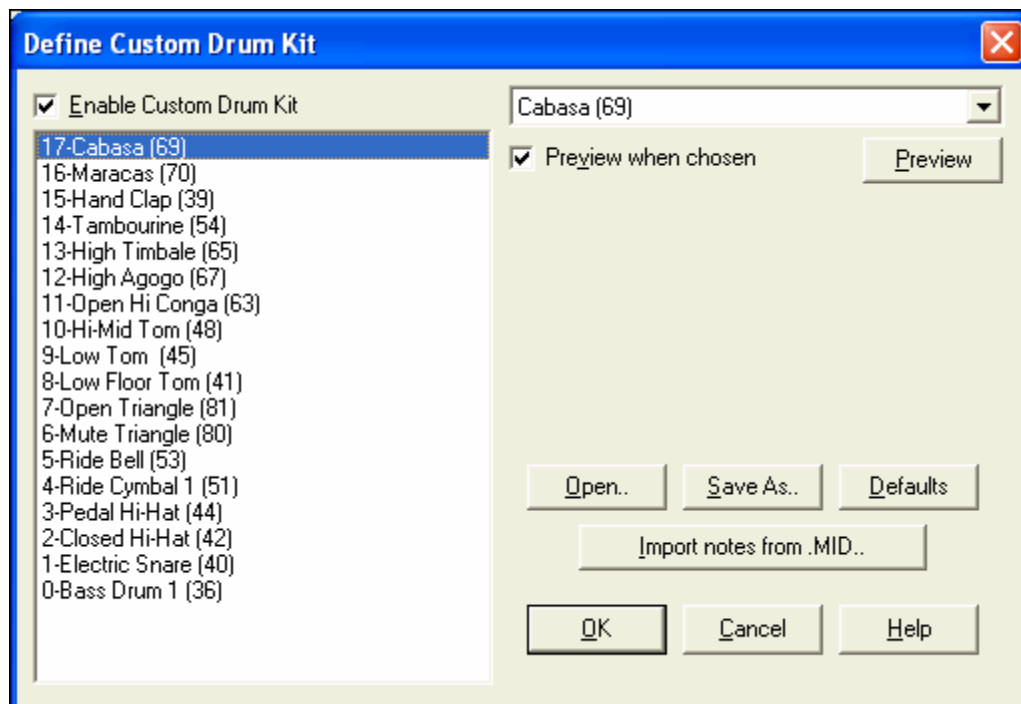 Define Custom Drum Kit
Enable Custom Drum Kit
17-Cabasa (69)
16-Maracas (70)
15-Hand Clap (39)
14-Tambourine (54)
13-High Timbale (65)
12-High Agogo (67)
11-Open Hi Conga (63)
10-Hi-Mid Tom (48)
9-Low Tom  (45)
8-Low Floor Tom (41)
7-Open Triangle (81)
6-Mute Triangle (80)
5-Ride Bell (53)
4-Ride Cymbal 1 (51)
3-Pedal Hi-Hat (44)
2-Closed Hi-Hat (42)
1-Electric Snare (40)
0-Bass Drum 1 (36)
Cabasa (69)
Preview when chosen
Preview
Open..
Save As..
Defaults
Import notes from .MID..
OK
Cancel
Help